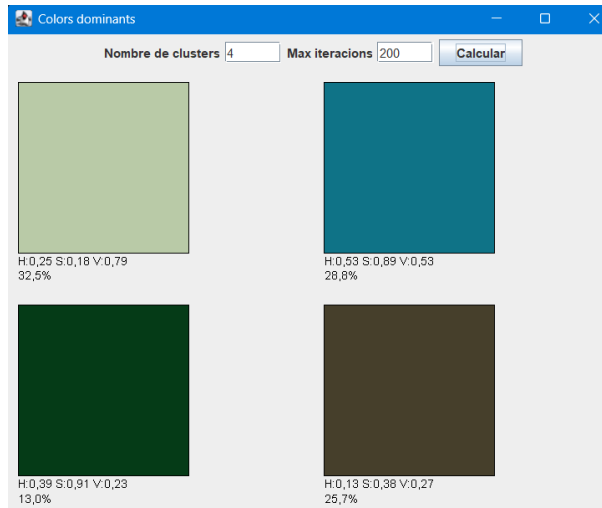 Colors dominants
Nombre de clusters 4 Max iteracions 200 Calcular
H:0,25 S:0,18 V:0,79
32,5%
H:0,53 S:0,89 V:0,53
28,8%
H:0,39 S:0,91 V:0,23
13,0%
H:0,13 S:0,38 V:0,27
25,7%